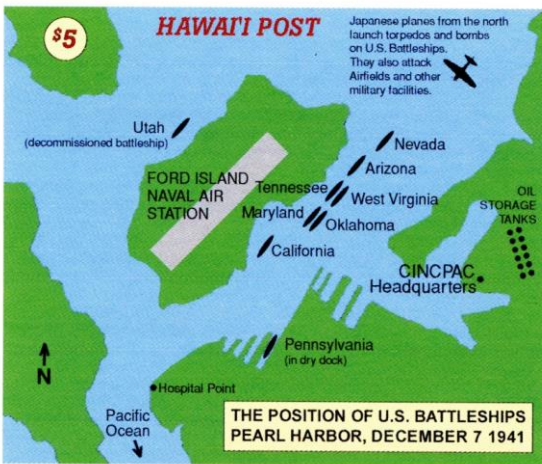 $5
HAWAI'I POST
Japanese planes from the north
launch torpedos and bombs
on U.S. Battleships.
They also attack
Airfields and other
military facilities.
Utah
(decommissioned battleship)
Nevada
Arizona
FORD ISLAND
NAVAL AIR
STATION
Tennessee
West Virginia
Maryland
Oklahoma
California
OIL
STORAGE
TANKS
CINCPAC
Headquarters
Pennsylvania
(in dry dock)
N
Hospital Point
Pacific
Ocean
THE POSITION OF U.S. BATTLESHIPS
PEARL HARBOR, DECEMBER 7 1941